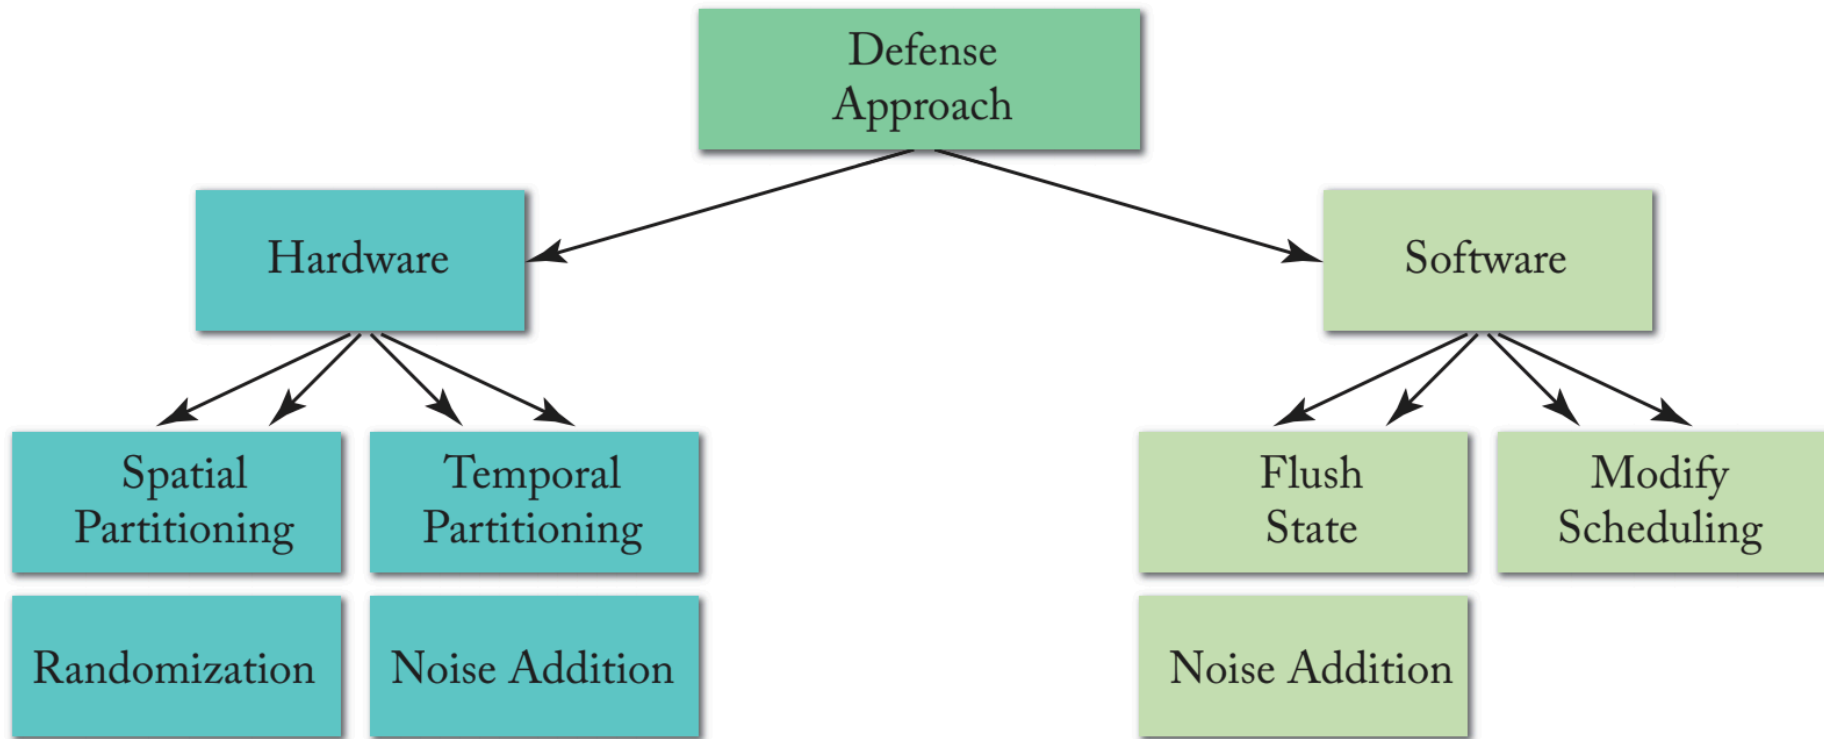 Defense
Approach
Hardware
Software
Spatial
Partitioning
Temporal
Partitioning
Flush
State
Modify
Scheduling
Randomization
Noise Addition
Noise Addition